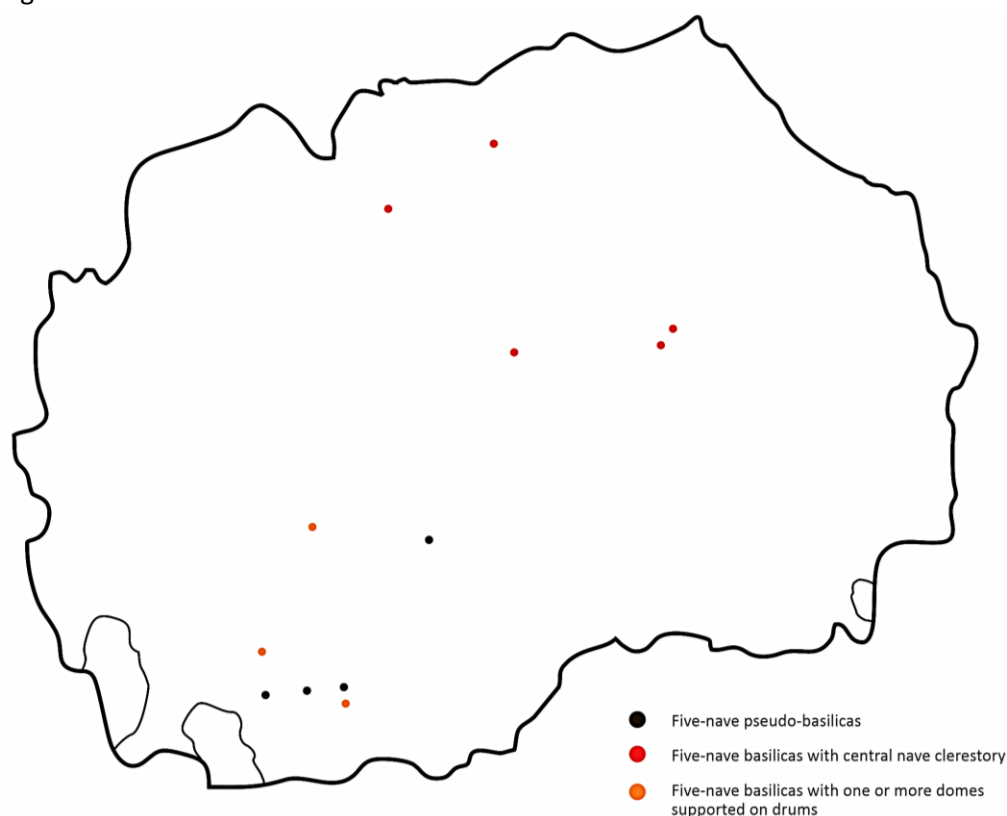 Five-nave pseudo-basilicas
Five-nave basilicas with central nave clerestory
Five-nave basilicas with one or more domes
supported on drums